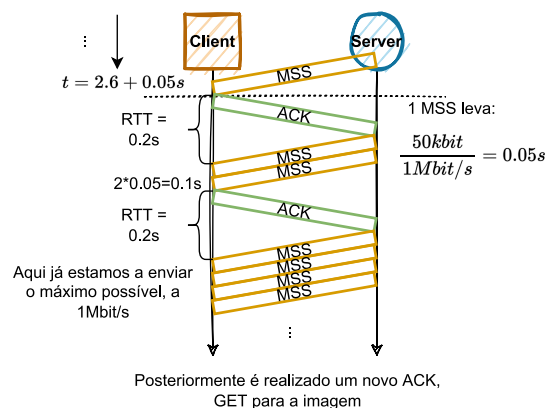 ⋮
Client
Server
MSS
t = 2.6 + 0.05s
ACK
RTT =
0.2s
1 MSS leva:
50kbit
1Mbit/s
= 0.05s
MSS
MSS
2*0.05=0.1s
ACK
RTT =
0.2s
MSS
MSS
MSS
MSS
Aqui já estamos a enviar
o máximo possível, a
1Mbit/s
⋮
Posteriormente é realizado um novo ACK,
GET para a imagem